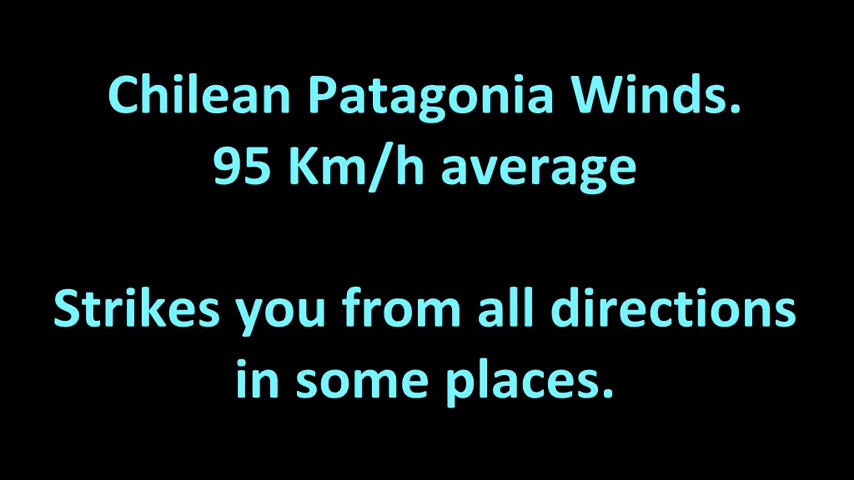 Chilean Patagonia Winds.
95 Km/h average
Strikes you from all directions
in some places.